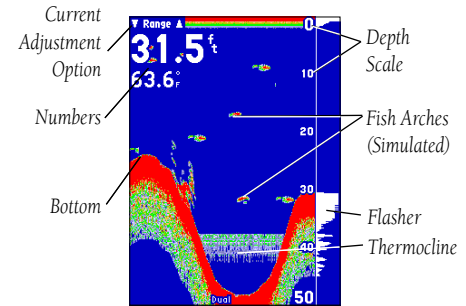 Current
Adjustment
Option
Numbers
Bottom
▼ Range ▲
31.5 ft
63.6 °F
0
10
20
30
40
50
Dual
Depth
Scale
Fish Arches
(Simulated)
Flasher
Thermocline